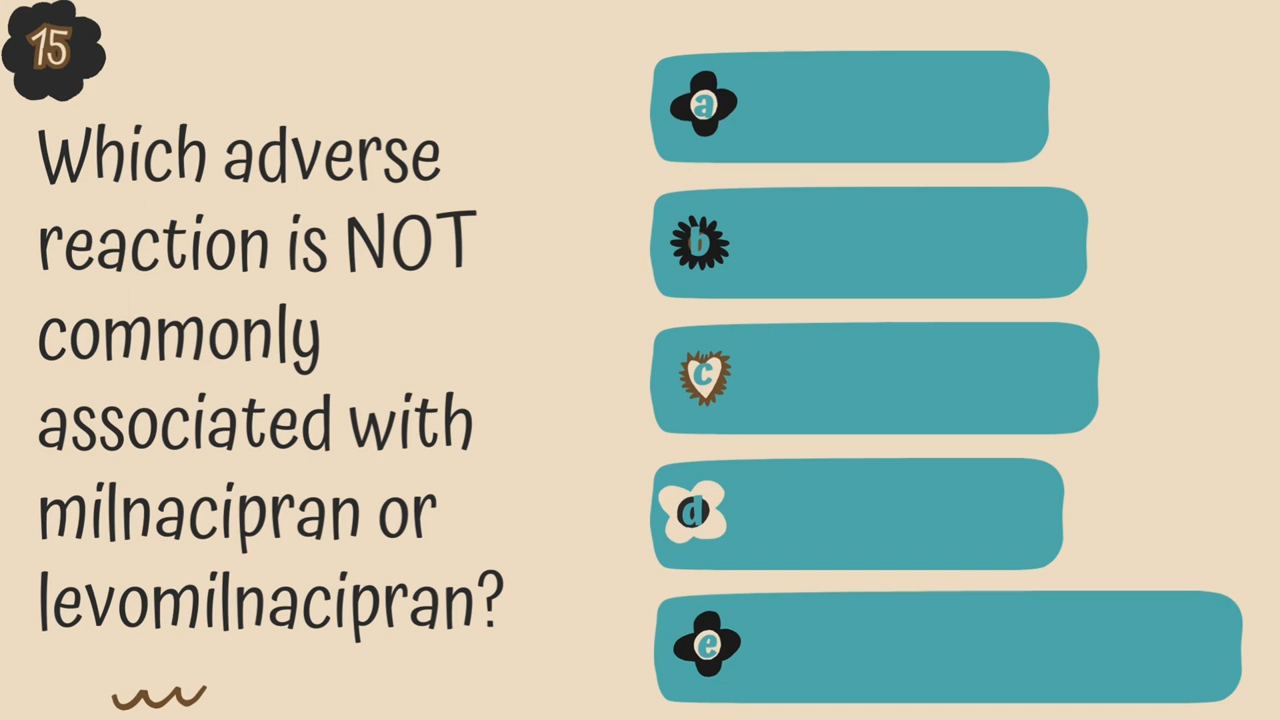 15
Which adverse
reaction is NOT
commonly
associated with
milnacipran or
levomilnacipran?
a
b
c
d
e